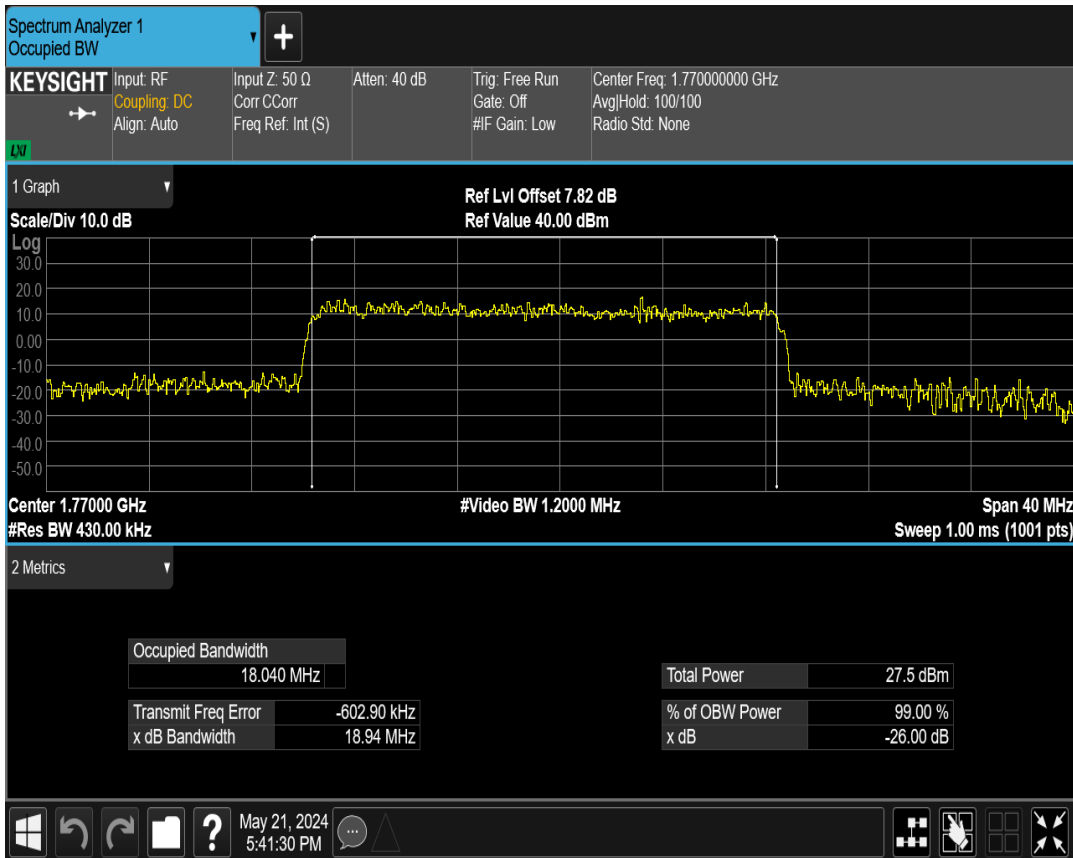 Spectrum Analyzer 1
Occupied BW
KEYSIGHT
Input: RF
Coupling: DC
Align: Auto
Input Z: 50 Ω
Corr CCorr
Freq Ref: Int (S)
Atten: 40 dB
Trig: Free Run
Gate: Off
#IF Gain: Low
Center Freq: 1.770000000 GHz
Avg|Hold: 100/100
Radio Std: None
LXI
1 Graph
Scale/Div 10.0 dB
Ref Lvl Offset 7.82 dB
Ref Value 40.00 dBm
Log
30.0
20.0
10.0
0.00
-10.0
-20.0
-30.0
-40.0
-50.0
Center 1.77000 GHz
#Video BW 1.2000 MHz
Span 40 MHz
#Res BW 430.00 kHz
Sweep 1.00 ms (1001 pts)
2 Metrics
Occupied Bandwidth
18.040 MHz
Total Power 27.5 dBm
Transmit Freq Error -602.90 kHz
% of OBW Power 99.00 %
x dB Bandwidth 18.94 MHz
x dB -26.00 dB
May 21, 2024
5:41:30 PM